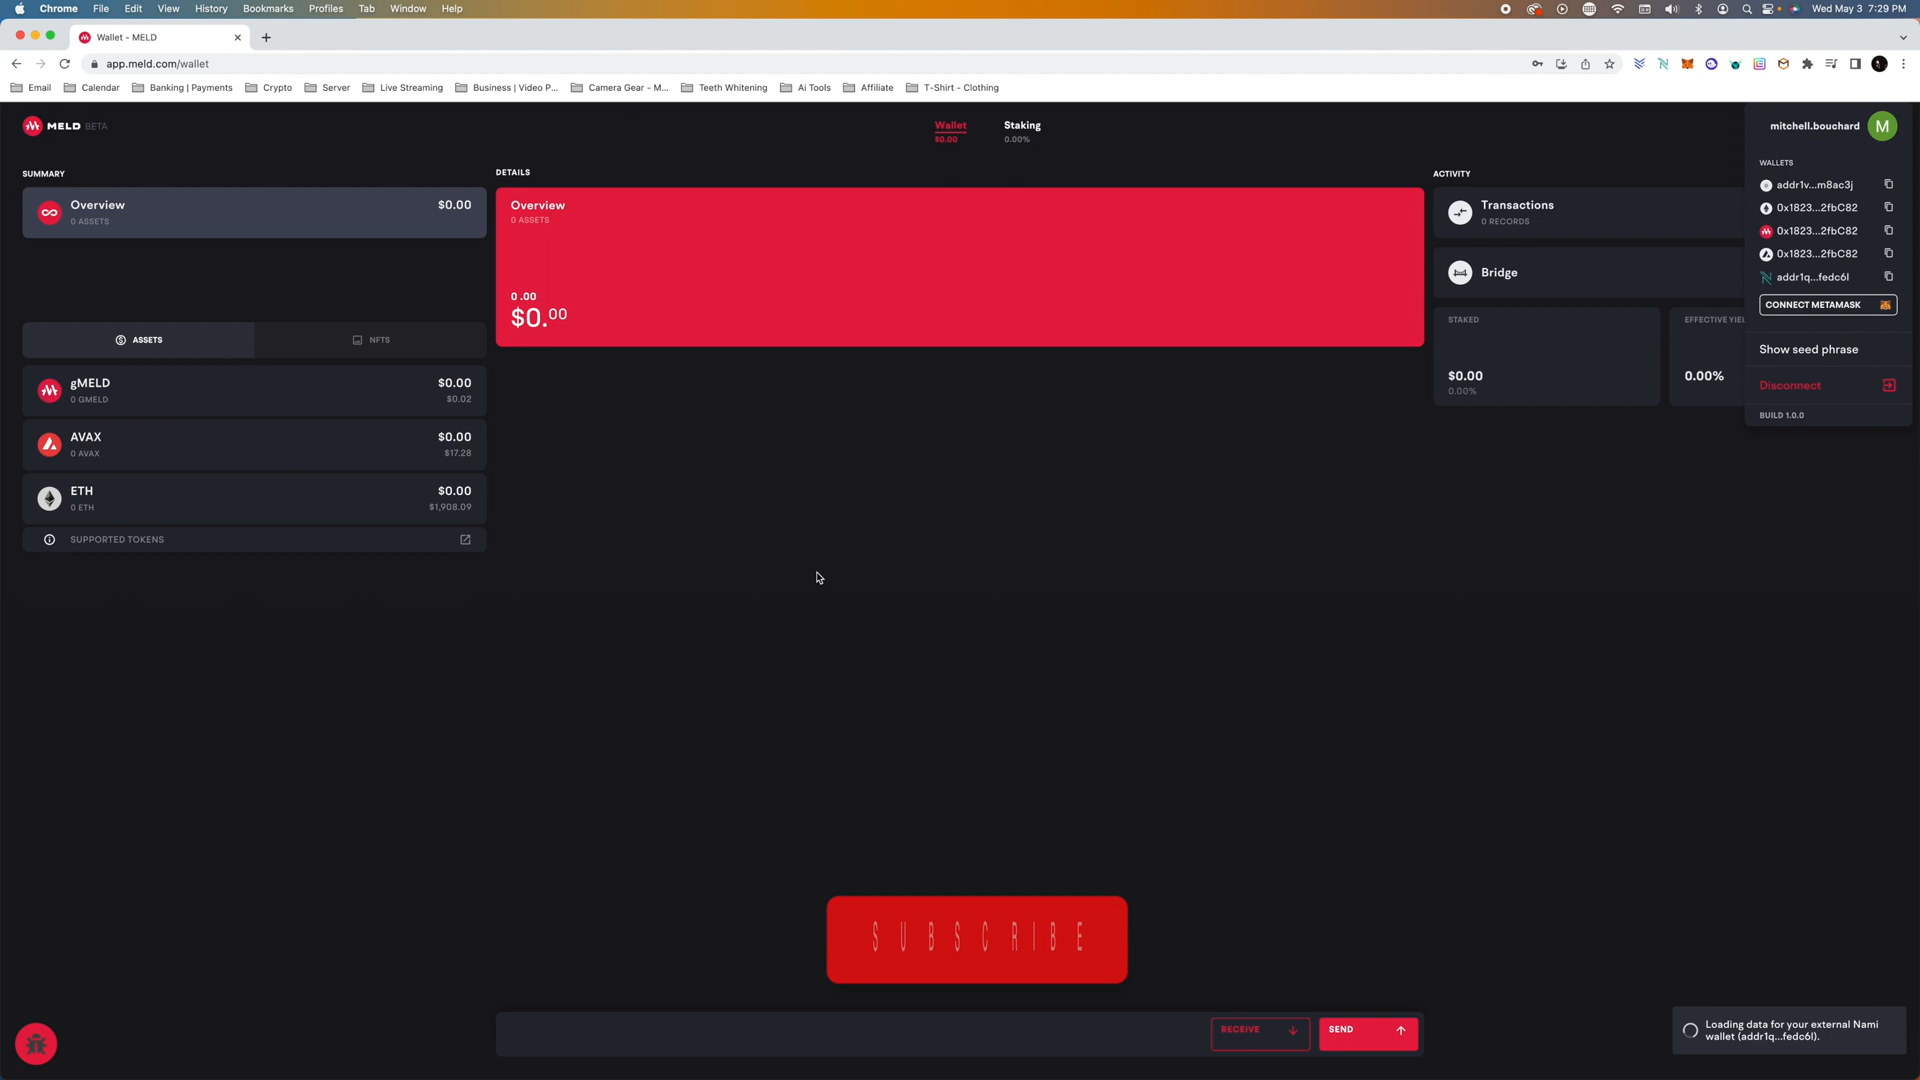 Chrome File Edit View History Bookmarks Profiles Tab Window Help Wed May 3 7:29 PM
Wallet - MELD
app.meld.com/wallet
Email Calendar Banking | Payments Crypto Server Live Streaming Business | Video P... Camera Gear - M... Teeth Whitening Ai Tools Affiliate T-Shirt - Clothing
MELD BETA
Wallet
$0.00
Staking
0.00%
mitchell.bouchard M
SUMMARY
Overview $0.00
0 ASSETS
ASSETS NFTS
gMELD $0.00
0 GMELD $0.02
AVAX $0.00
0 AVAX $17.28
ETH $0.00
0 ETH $1,908.09
SUPPORTED TOKENS
DETAILS
Overview
0 ASSETS
0.00
$0.00
ACTIVITY
Transactions
0 RECORDS
Bridge
STAKED
$0.00
0.00%
EFFECTIVE YIEL
0.00%
WALLETS
addr1v...m8ac3j
0x1823...2fbC82
0x1823...2fbC82
0x1823...2fbC82
addr1q...fedc6l
CONNECT METAMASK
Show seed phrase
Disconnect
BUILD 1.0.0
SUBSCRIBE
RECEIVE SEND
Loading data for your external Nami
wallet (addr1q...fedc6l).